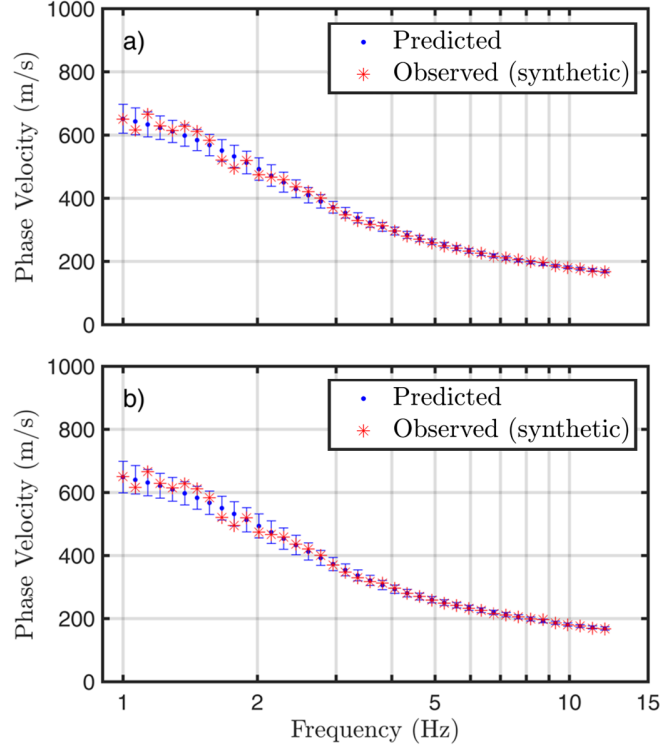 1000
800
600
400
200
0
Phase Velocity (m/s)
a)
Predicted
Observed (synthetic)
1000
800
600
400
200
0
Phase Velocity (m/s)
b)
Predicted
Observed (synthetic)
1 2 5 10 15
Frequency (Hz)